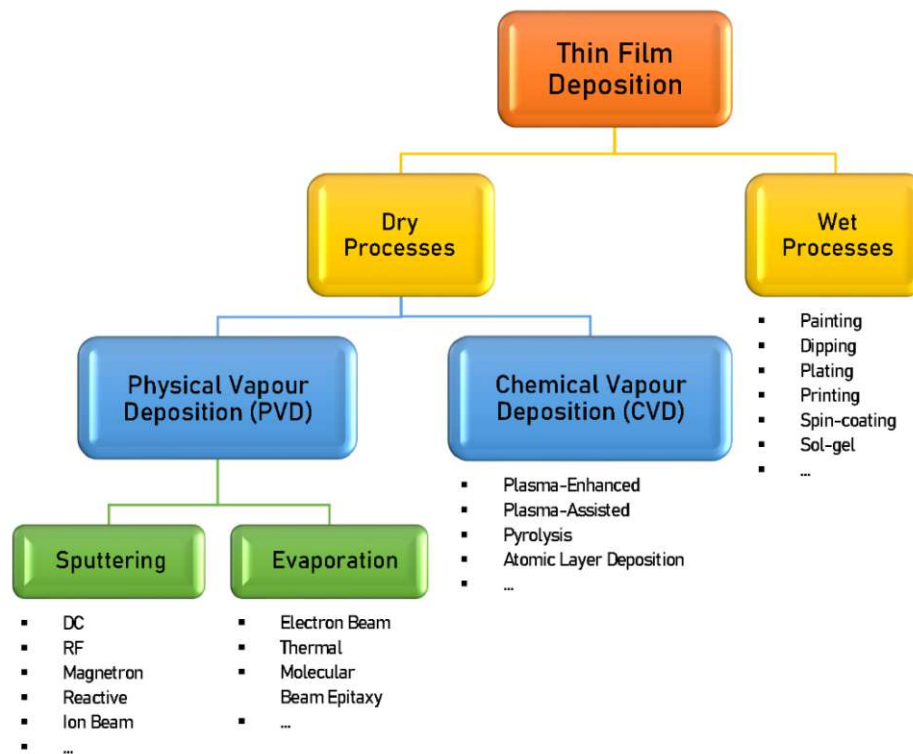 Thin Film
Deposition
Dry
Processes
Wet
Processes
▪ Painting
▪ Dipping
▪ Plating
▪ Printing
▪ Spin-coating
▪ Sol-gel
▪ ...
Physical Vapour
Deposition (PVD)
Chemical Vapour
Deposition (CVD)
▪ Plasma-Enhanced
▪ Plasma-Assisted
▪ Pyrolysis
▪ Atomic Layer Deposition
▪ ...
Sputtering
▪ DC
▪ RF
▪ Magnetron
▪ Reactive
▪ Ion Beam
▪ ...
Evaporation
▪ Electron Beam
▪ Thermal
▪ Molecular
Beam Epitaxy
▪ ...